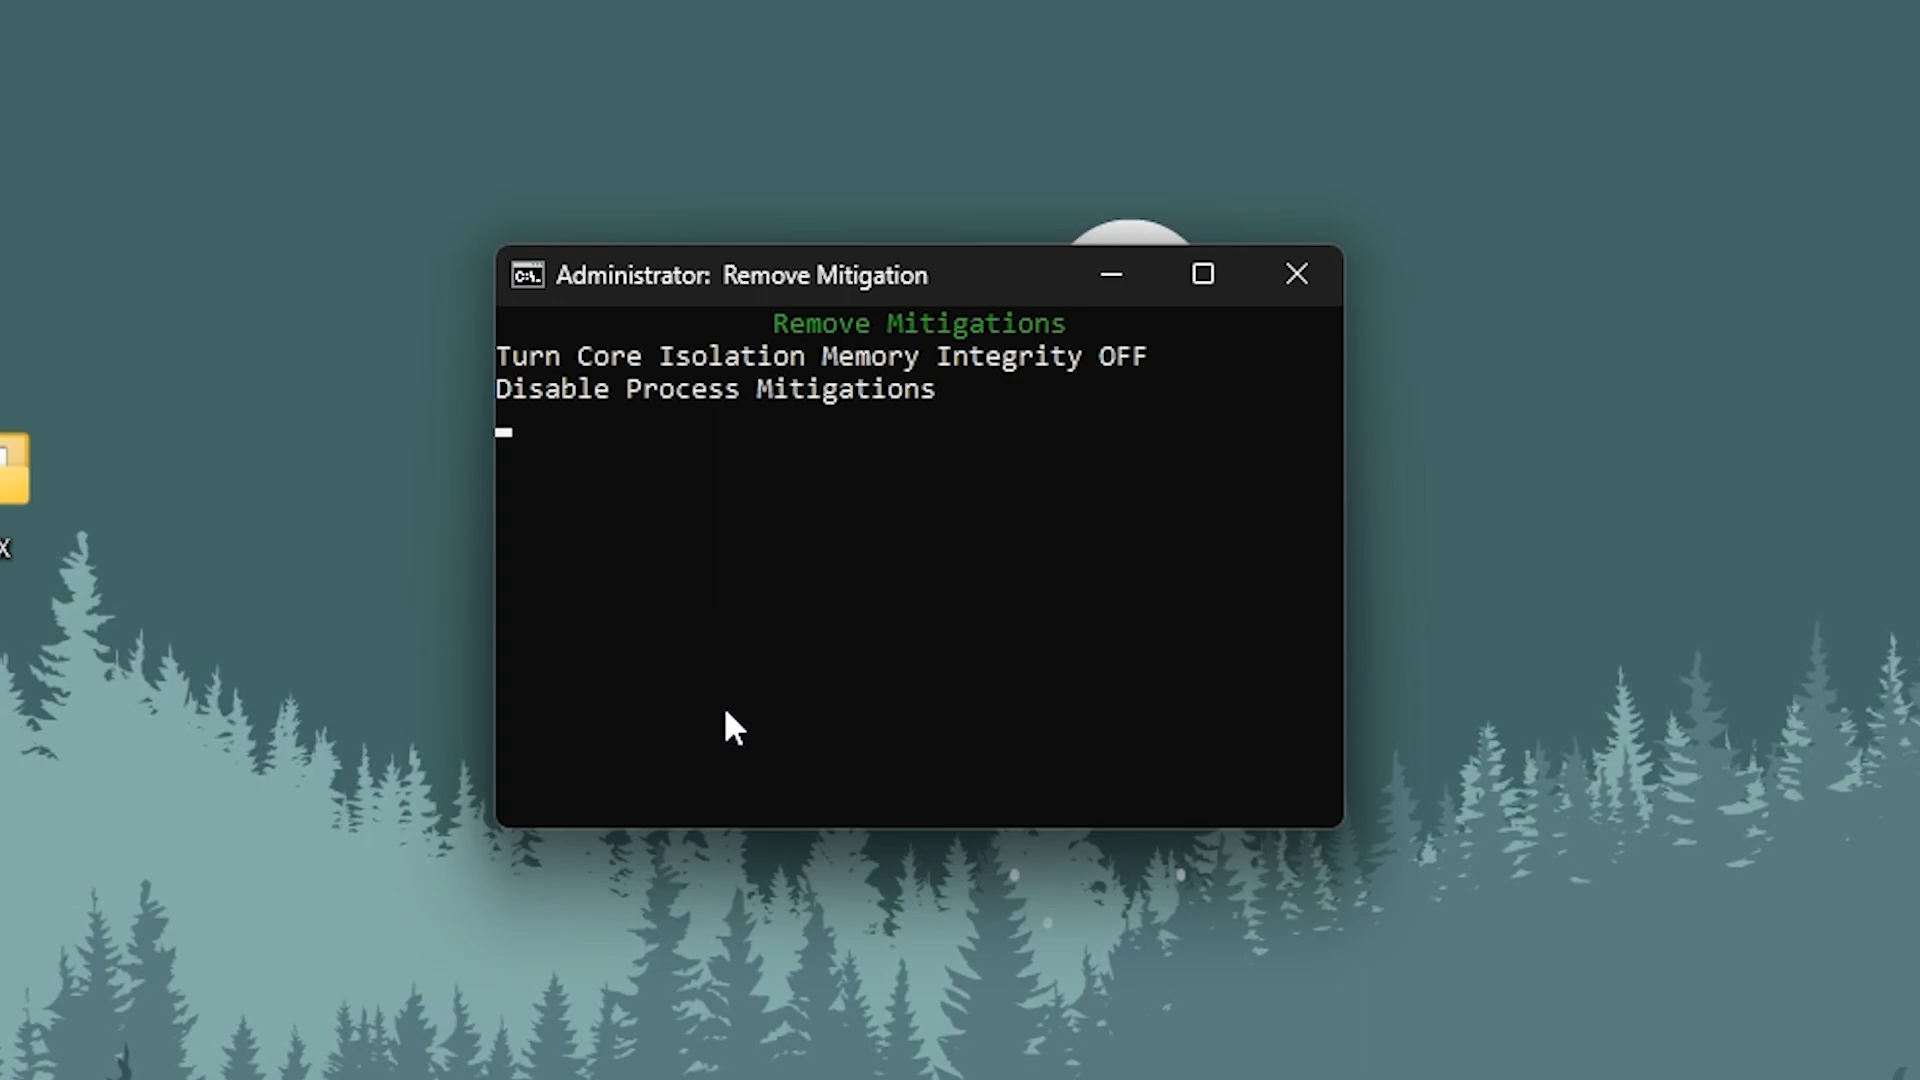 Administrator: Remove Mitigation
Remove Mitigations
Turn Core Isolation Memory Integrity OFF
Disable Process Mitigations
X